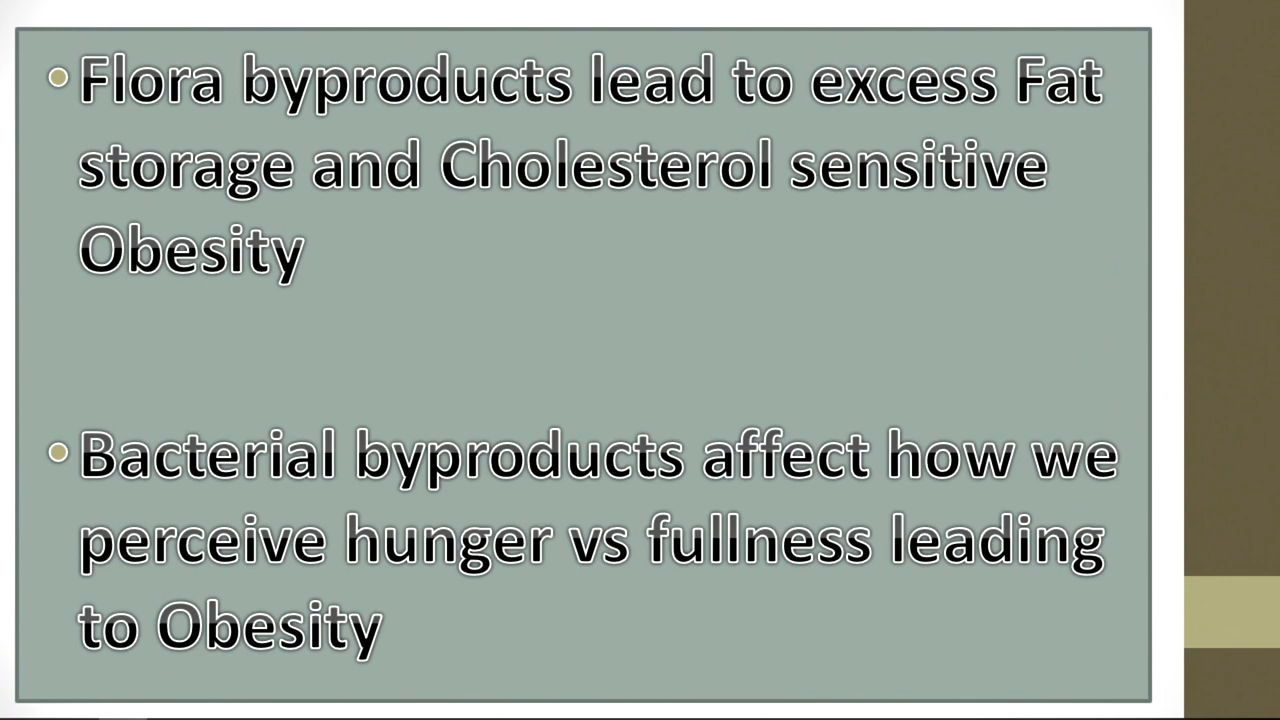 • Flora byproducts lead to excess Fat
storage and Cholesterol sensitive
Obesity
• Bacterial byproducts affect how we
perceive hunger vs fullness leading
to Obesity